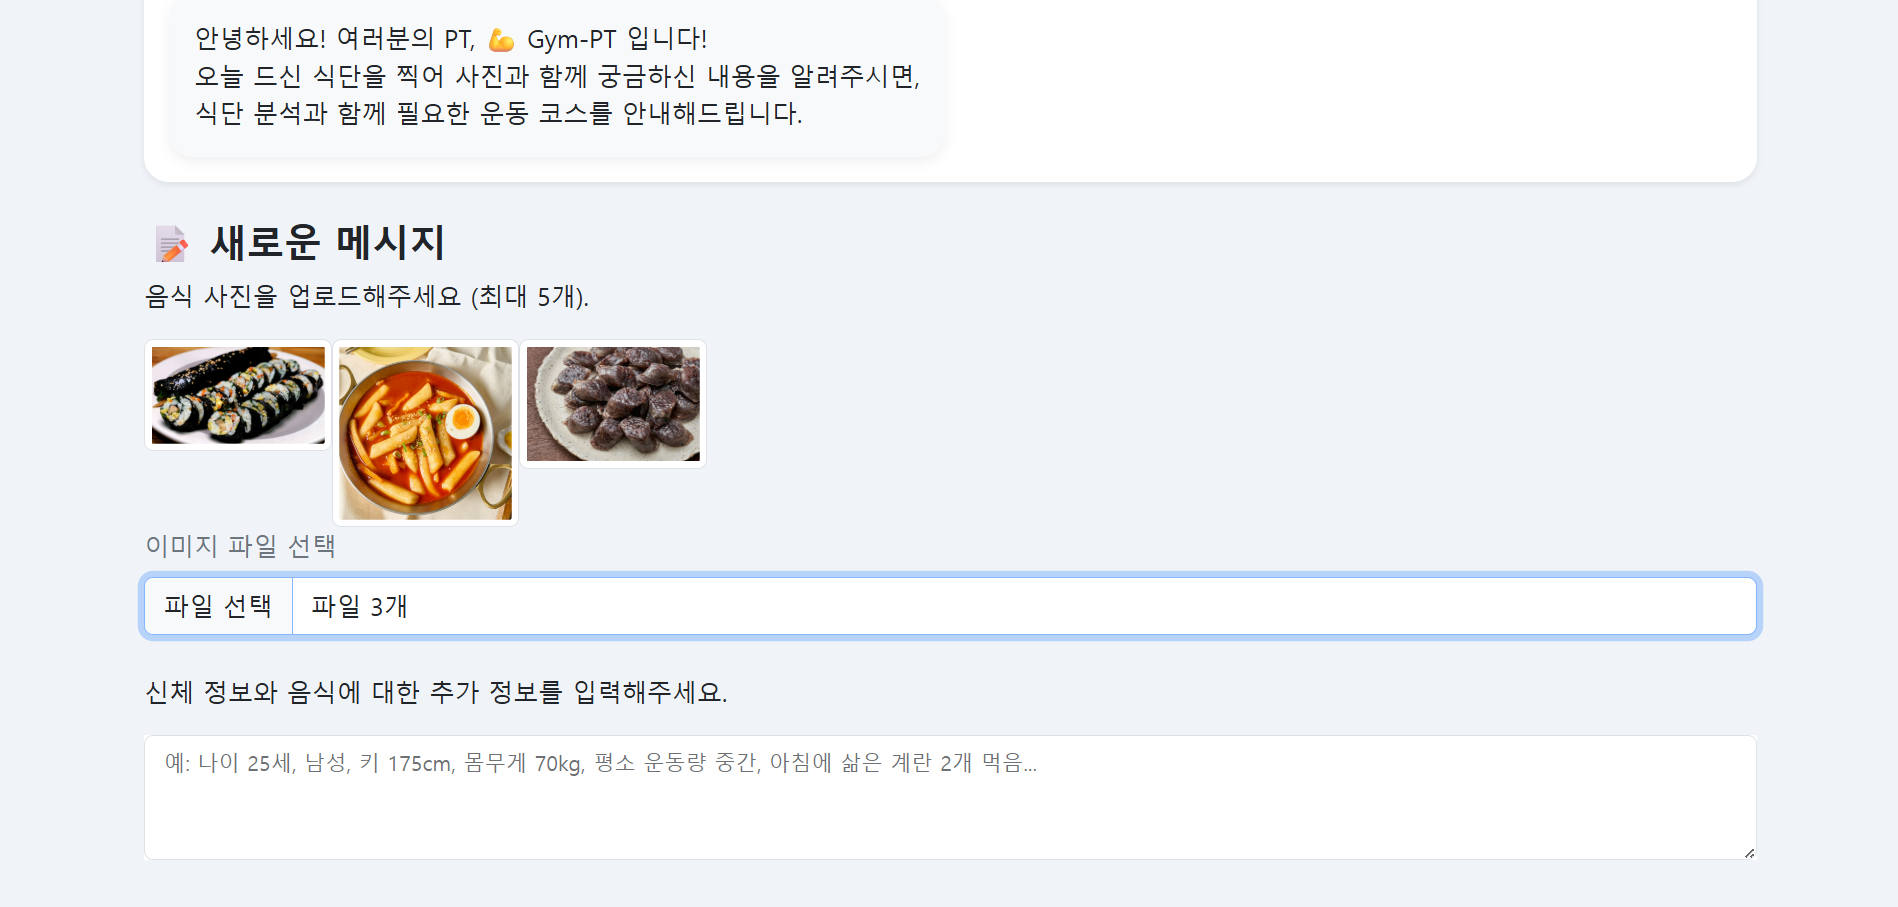 안녕하세요! 여러분의 PT, 💪 Gym-PT 입니다!
오늘 드신 식단을 찍어 사진과 함께 궁금하신 내용을 알려주시면,
식단 분석과 함께 필요한 운동 코스를 안내해드립니다.
📝 새로운 메시지
음식 사진을 업로드해주세요 (최대 5개).
이미지 파일 선택
파일 선택 파일 3개
신체 정보와 음식에 대한 추가 정보를 입력해주세요.
예: 나이 25세, 남성, 키 175cm, 몸무게 70kg, 평소 운동량 중간, 아침에 삶은 계란 2개 먹음...